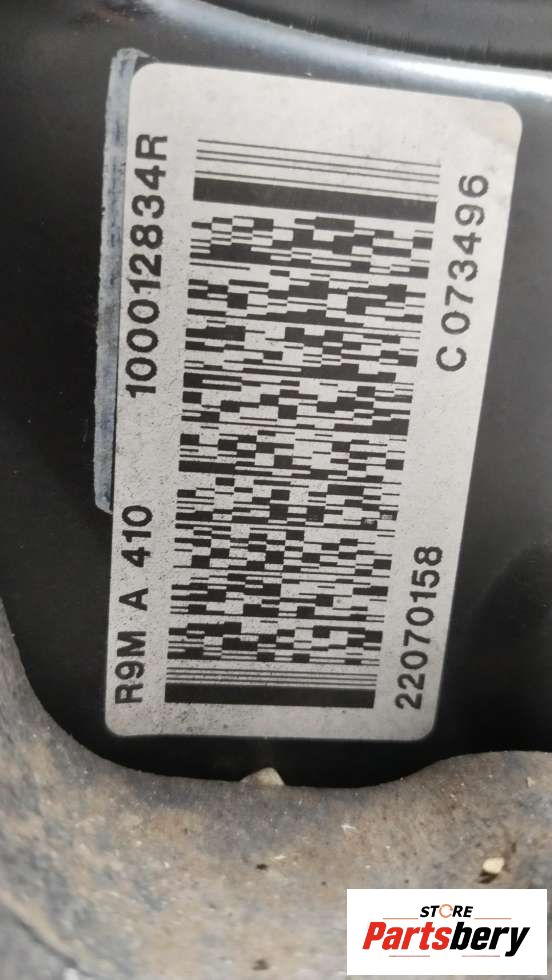 R9M A 410 100012834R
22070158 C 073496
STORE
Partsbery